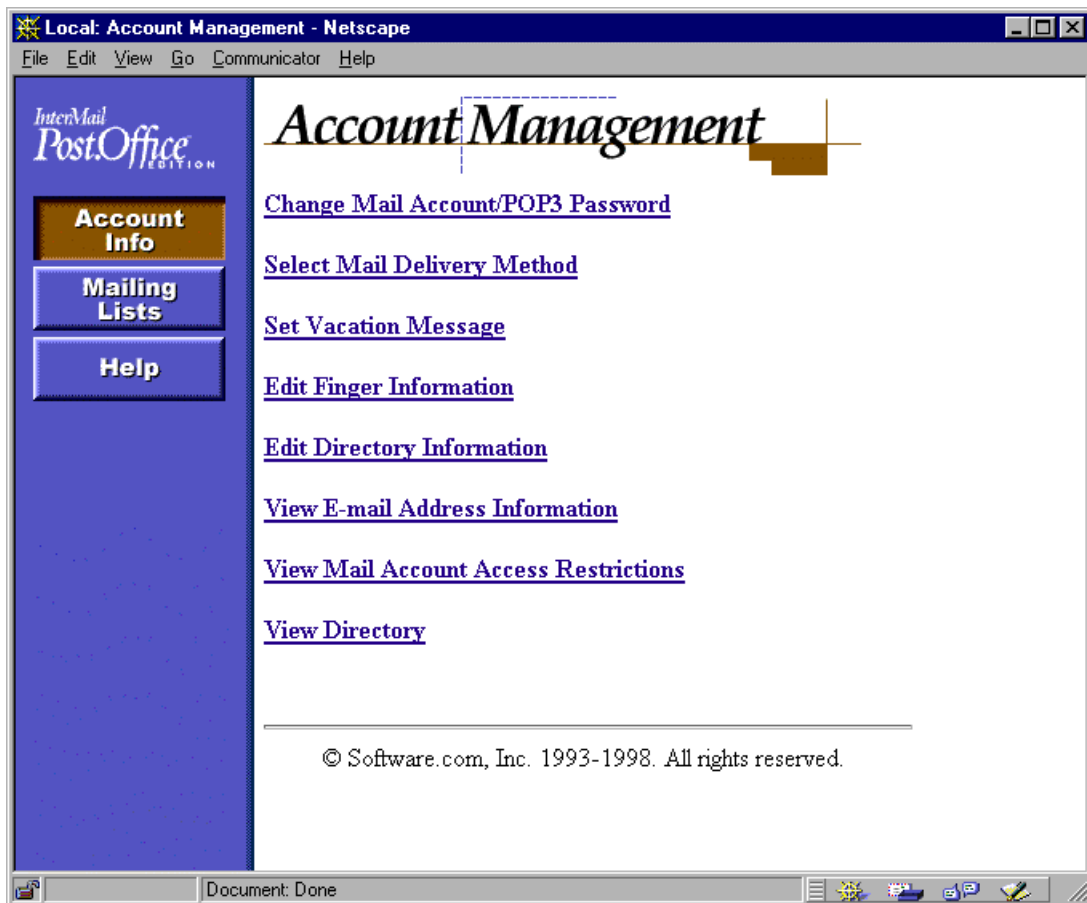 Local: Account Management - Netscape
File Edit View Go Communicator Help
InterMail
Post.Office
EDITION
Account
Info
Mailing
Lists
Help
Account Management
Change Mail Account/POP3 Password
Select Mail Delivery Method
Set Vacation Message
Edit Finger Information
Edit Directory Information
View E-mail Address Information
View Mail Account Access Restrictions
View Directory
© Software.com, Inc. 1993-1998. All rights reserved.
Document: Done